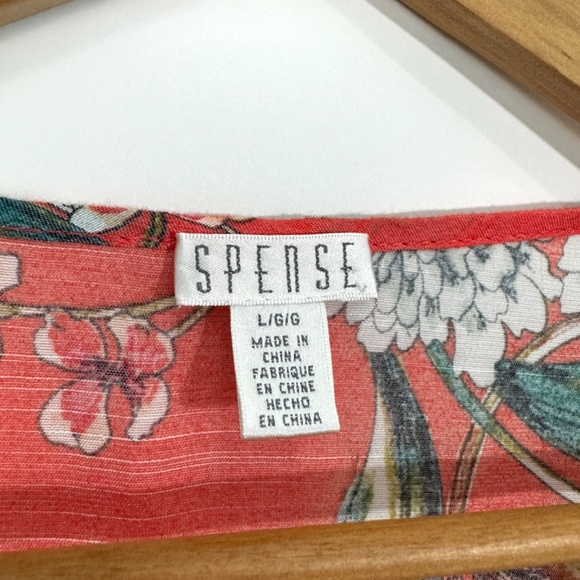 SPENSE
L/G/G
MADE IN
CHINA
FABRIQUE
EN CHINE
HECHO
EN CHINA